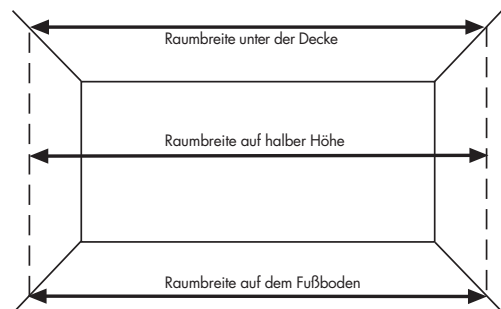 Raumbreite unter der Decke
Raumbreite auf halber Höhe
Raumbreite auf dem Fußboden